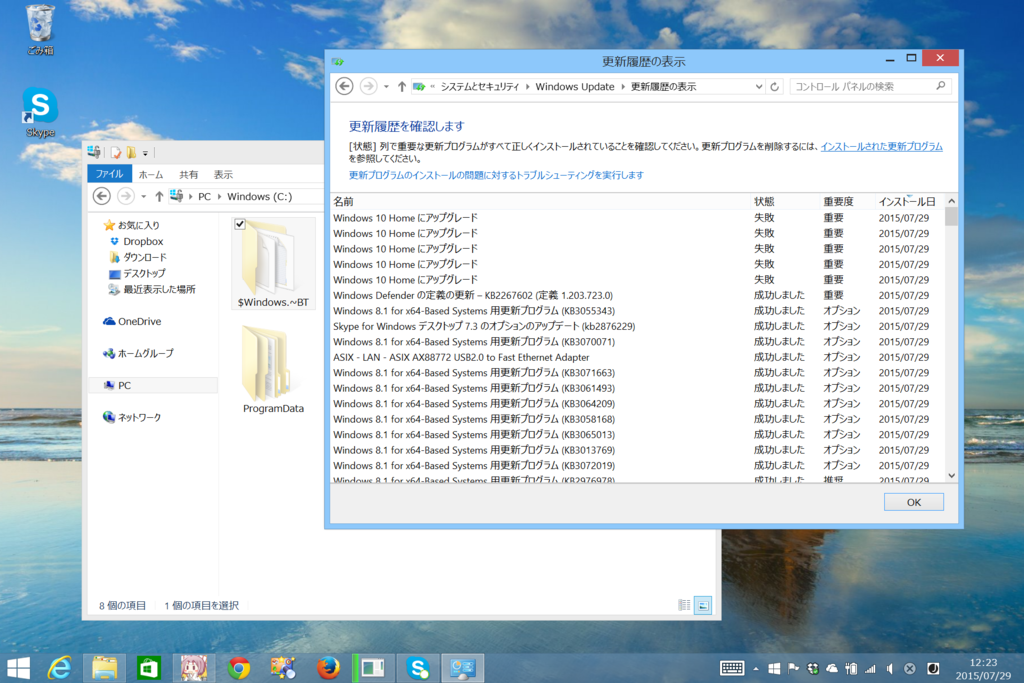 ごみ箱
Skype
ファイル ホーム 共有 表示
PC Windows (C:)
お気に入り
Dropbox
ダウンロード
デスクトップ
最近表示した場所
OneDrive
ホームグループ
PC
ネットワーク
$Windows.~BT
ProgramData
8 個の項目 1 個の項目を選択
更新履歴の表示
« システムとセキュリティ Windows Update 更新履歴の表示
コントロール パネルの検索
更新履歴を確認します
[状態] 列で重要な更新プログラムがすべて正しくインストールされていることを確認してください。更新プログラムを削除するには、インストールされた更新プログラム
を参照してください。
更新プログラムのインストールの問題に対するトラブルシューティングを実行します
名前 状態 重要度 インストール日
Windows 10 Home にアップグレード 失敗 重要 2015/07/29
Windows 10 Home にアップグレード 失敗 重要 2015/07/29
Windows 10 Home にアップグレード 失敗 重要 2015/07/29
Windows 10 Home にアップグレード 失敗 重要 2015/07/29
Windows 10 Home にアップグレード 失敗 重要 2015/07/29
Windows Defender の定義の更新 – KB2267602 (定義 1.203.723.0) 成功しました 重要 2015/07/29
Windows 8.1 for x64-Based Systems 用更新プログラム (KB3055343) 成功しました オプション 2015/07/29
Skype for Windows デスクトップ 7.3 のオプションのアップデート (kb2876229) 成功しました オプション 2015/07/29
Windows 8.1 for x64-Based Systems 用更新プログラム (KB3070071) 成功しました オプション 2015/07/29
ASIX - LAN - ASIX AX88772 USB2.0 to Fast Ethernet Adapter 成功しました オプション 2015/07/29
Windows 8.1 for x64-Based Systems 用更新プログラム (KB3071663) 成功しました オプション 2015/07/29
Windows 8.1 for x64-Based Systems 用更新プログラム (KB3061493) 成功しました オプション 2015/07/29
Windows 8.1 for x64-Based Systems 用更新プログラム (KB3064209) 成功しました オプション 2015/07/29
Windows 8.1 for x64-Based Systems 用更新プログラム (KB3058168) 成功しました オプション 2015/07/29
Windows 8.1 for x64-Based Systems 用更新プログラム (KB3065013) 成功しました オプション 2015/07/29
Windows 8.1 for x64-Based Systems 用更新プログラム (KB3013769) 成功しました オプション 2015/07/29
Windows 8.1 for x64-Based Systems 用更新プログラム (KB3072019) 成功しました オプション 2015/07/29
Windows 8.1 for x64-Based Systems 用更新プログラム (KB2976978) 成功しました 推奨 2015/07/29
OK
12:23
2015/07/29